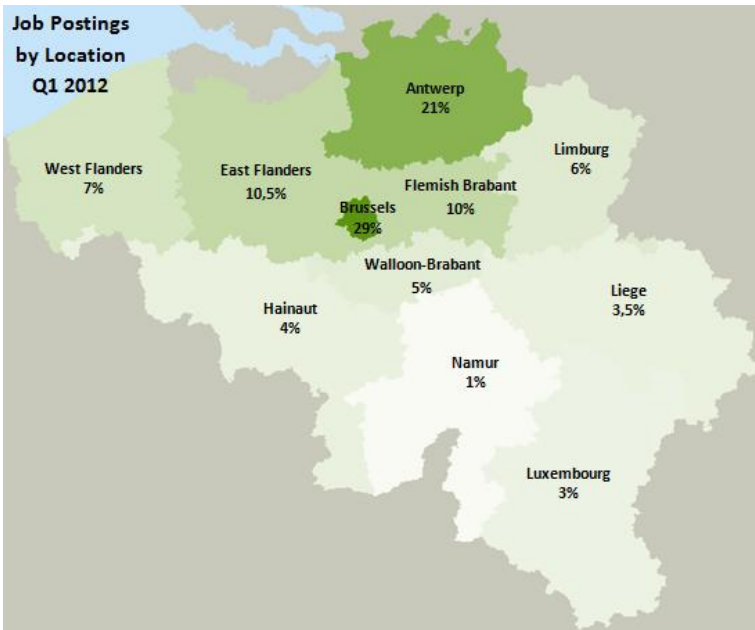 Job Postings
by Location
Q1 2012
Antwerp
21%
West Flanders
7%
East Flanders
10,5%
Limburg
6%
Flemish Brabant
10%
Brussels
29%
Walloon-Brabant
5%
Hainaut
4%
Liege
3,5%
Namur
1%
Luxembourg
3%